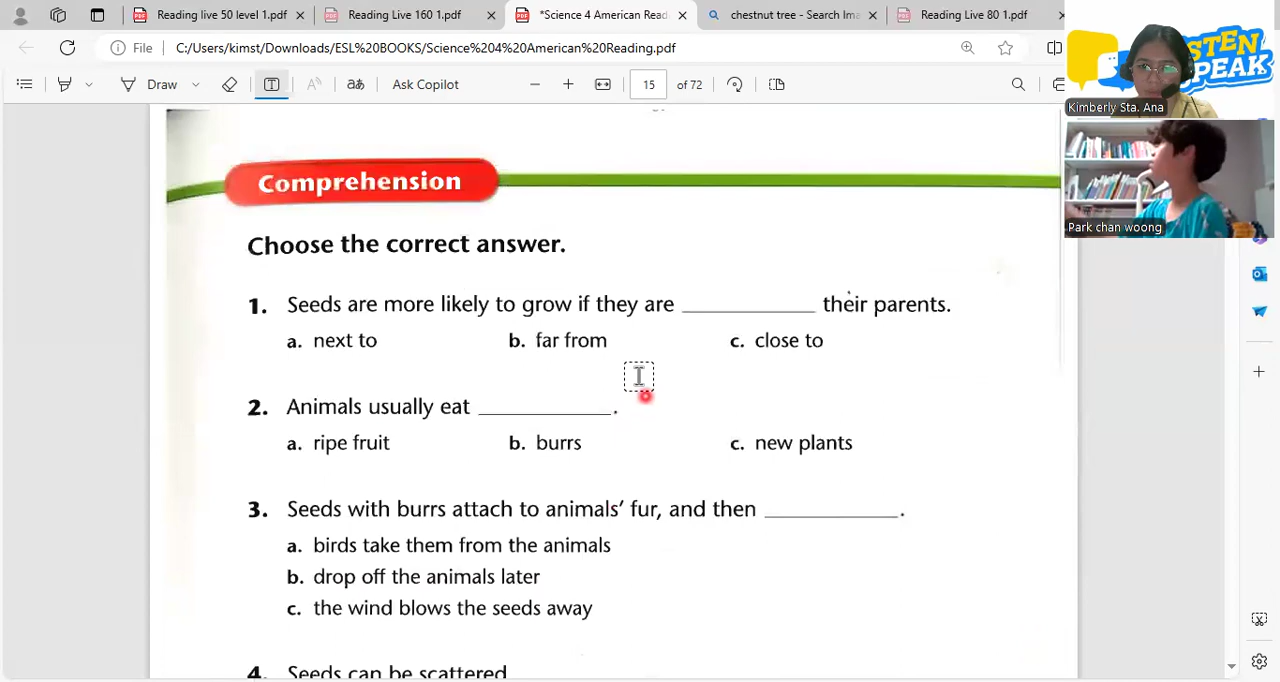 Reading live 50 level 1.pdf
Reading Live 160 1.pdf
*Science 4 American Read
chestnut tree - Search Ima
Reading Live 80 1.pdf
File
C:/Users/kimst/Downloads/ESL%20BOOKS/Science%204%20American%20Reading.pdf
Draw
aあ
Ask Copilot
15
of 72
STEN
SPEAK
Kimberly Sta. Ana
Park chan woong
Comprehension
Choose the correct answer.
1. Seeds are more likely to grow if they are ____________ their parents.
a. next to b. far from c. close to
2. Animals usually eat ____________.
a. ripe fruit b. burrs c. new plants
3. Seeds with burrs attach to animals' fur, and then ____________.
a. birds take them from the animals
b. drop off the animals later
c. the wind blows the seeds away
4. Seeds can be scattered